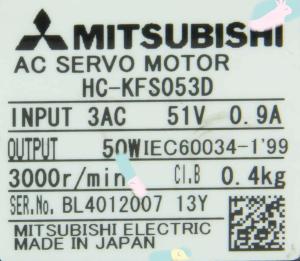 MITSUBISHI
AC SERVO MOTOR
HC-KFS053D
INPUT 3AC 51V 0.9A
OUTPUT 50W IEC60034-1'99
3000r/min CI.B 0.4kg
SER.No. BL4012007 13Y
MITSUBISHI ELECTRIC
MADE IN JAPAN